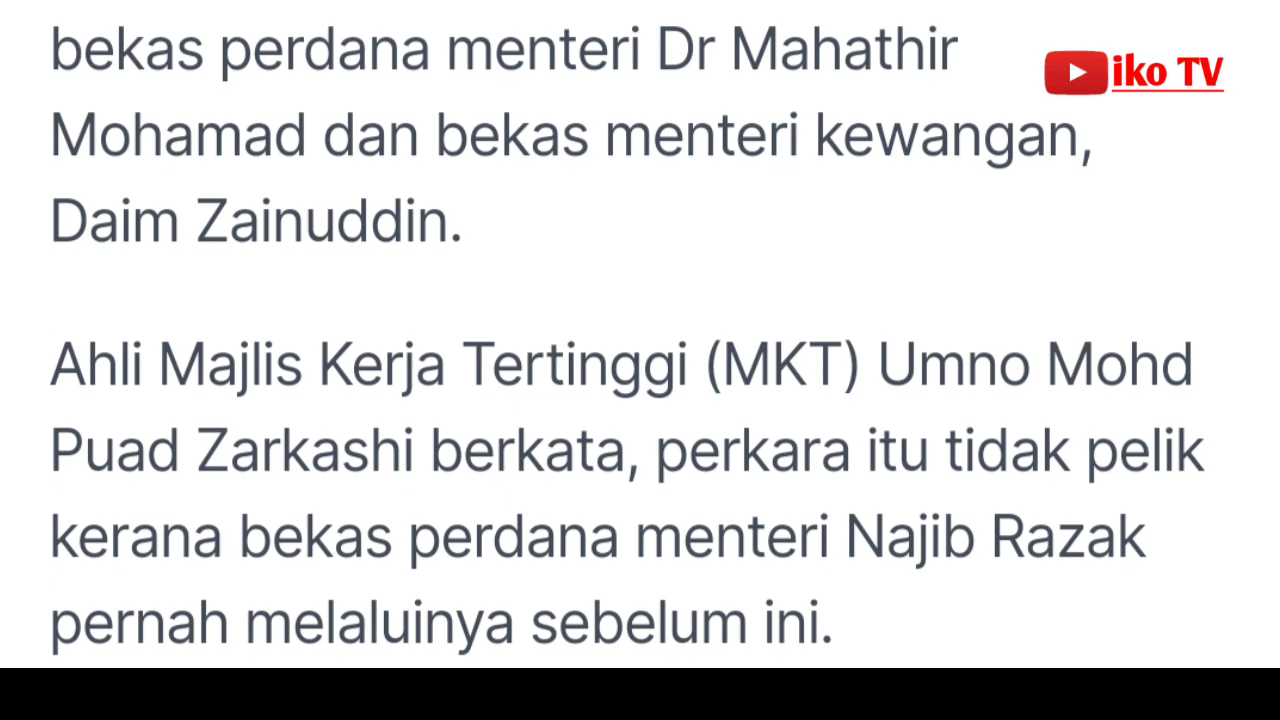 bekas perdana menteri Dr Mahathir
iko TV
Mohamad dan bekas menteri kewangan,
Daim Zainuddin.
Ahli Majlis Kerja Tertinggi (MKT) Umno Mohd
Puad Zarkashi berkata, perkara itu tidak pelik
kerana bekas perdana menteri Najib Razak
pernah melaluinya sebelum ini.